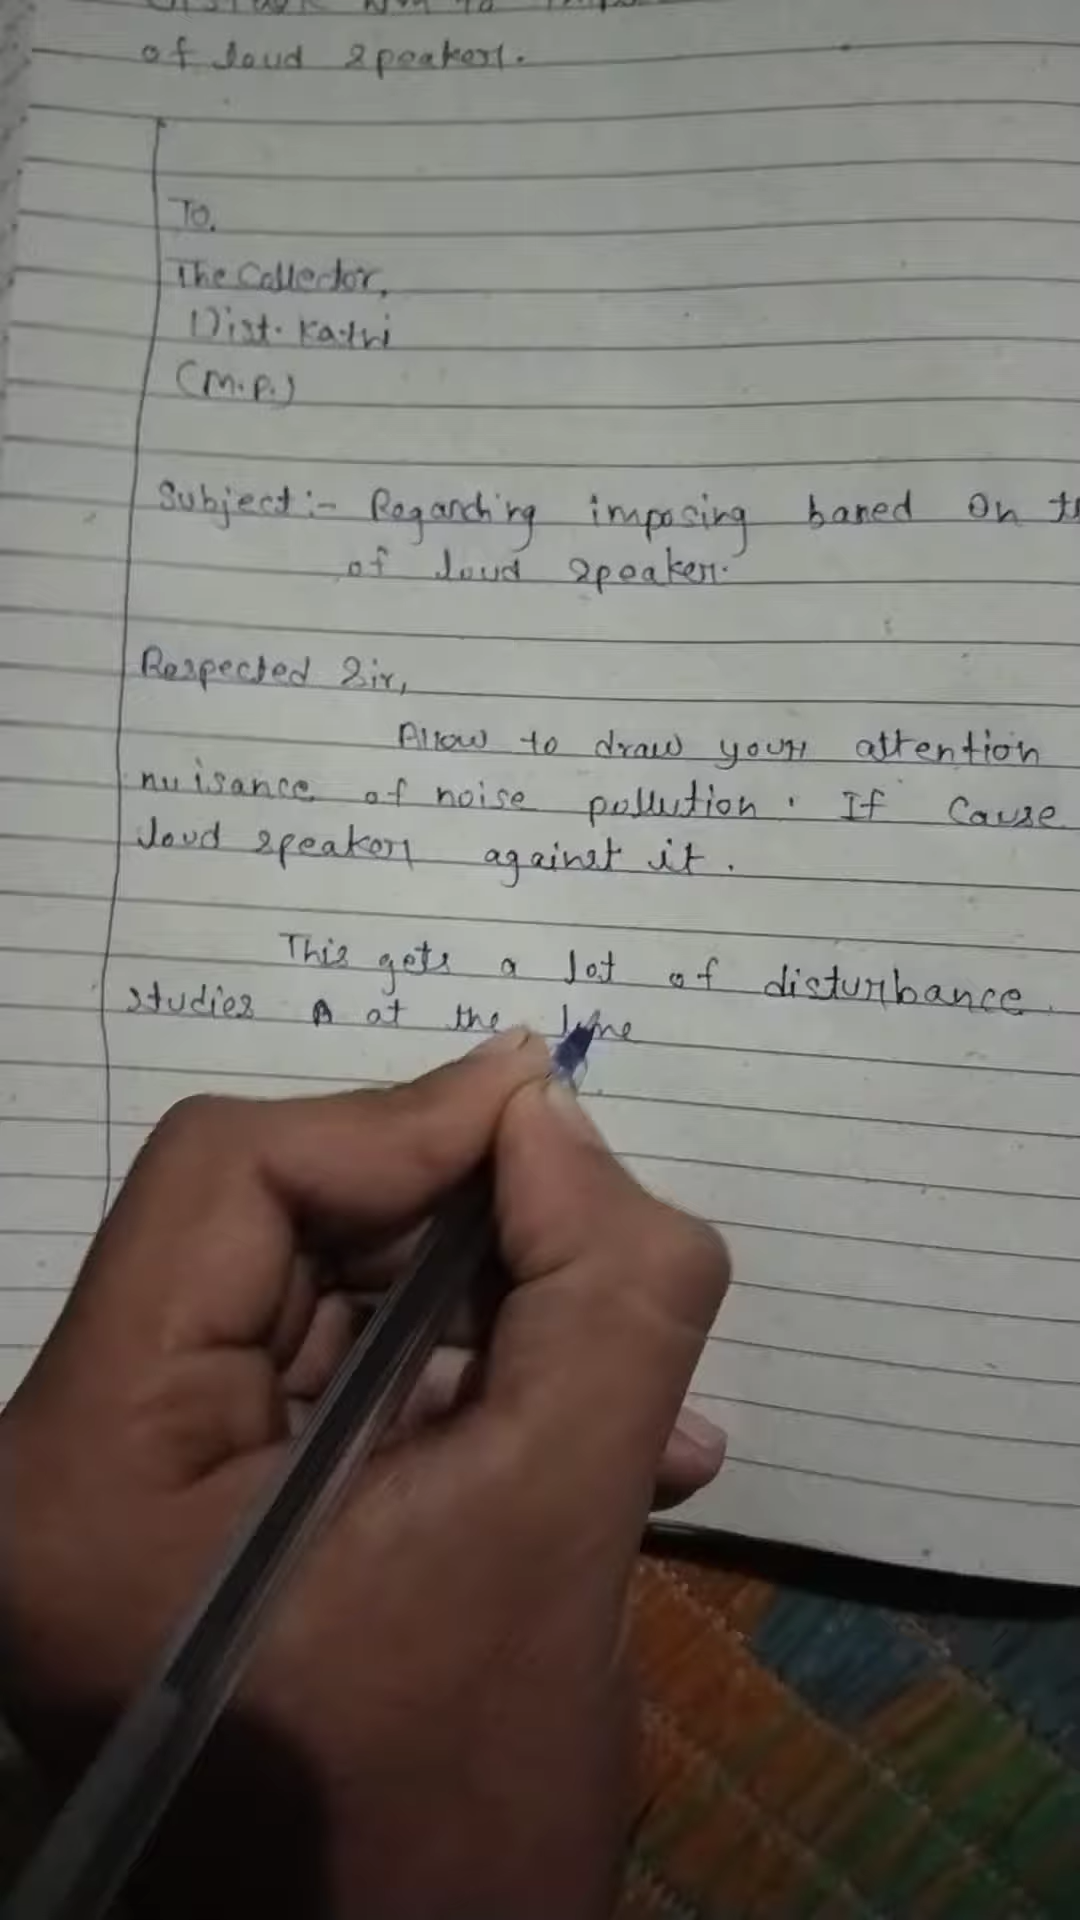 of loud speaker.
To,
The Collector,
Dist. Katni
(M.P.)
Subject:- Regarding imposing baned on
of loud speaker.
Respected Sir,
Allow to draw your attention
nuisance of noise pollution. If Cause
loud speaker against it.
This gets a lot of disturbance
studies at the